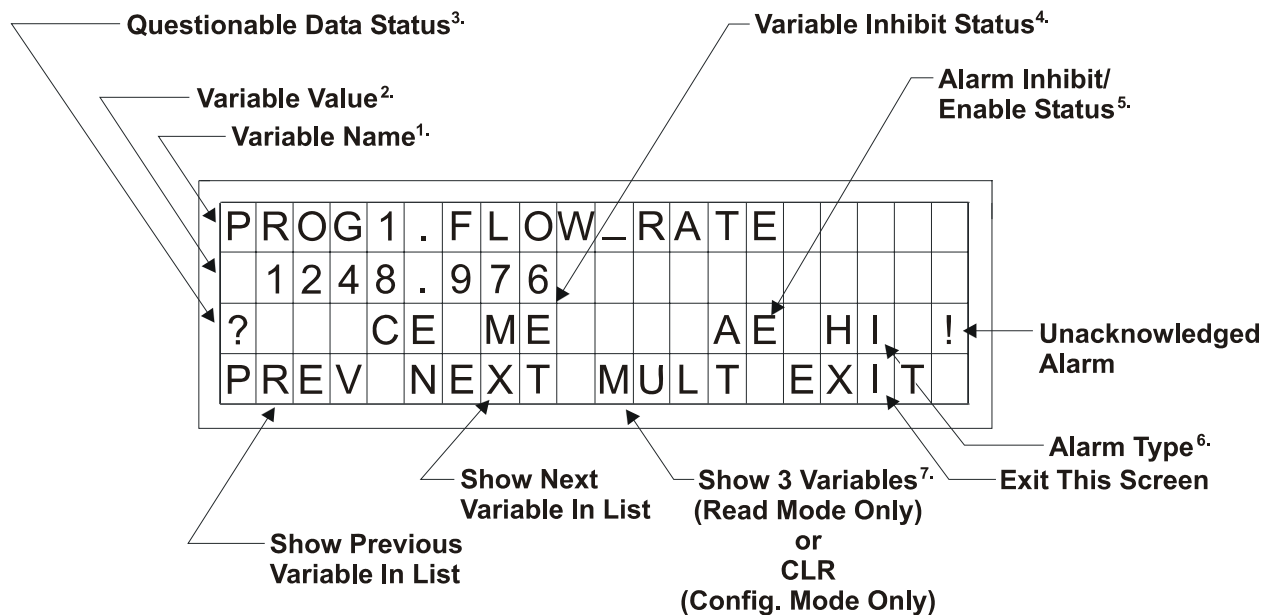 Questionable Data Status3.
Variable Inhibit Status4.
Variable Value2.
Alarm Inhibit/
Enable Status5.
Variable Name1.
PROG1.FLOW_RATE
1248.976
? CE ME AE HI !
PREV NEXT MULT EXIT
Unacknowledged
Alarm
Alarm Type6.
Show Next
Variable In List
Show 3 Variables7.
(Read Mode Only)
or
CLR
(Config. Mode Only)
Exit This Screen
Show Previous
Variable In List